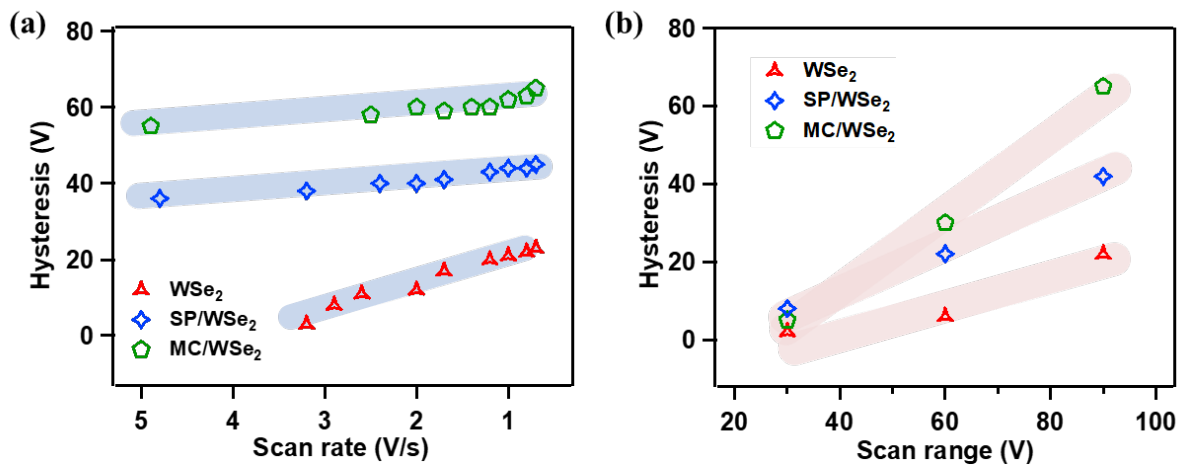 (a)
80
60
40
20
0
Hysteresis (V)
WSe₂
SP/WSe₂
MC/WSe₂
5 4 3 2 1
Scan rate (V/s)
(b)
80
60
40
20
0
Hysteresis (V)
WSe₂
SP/WSe₂
MC/WSe₂
20 40 60 80 100
Scan range (V)